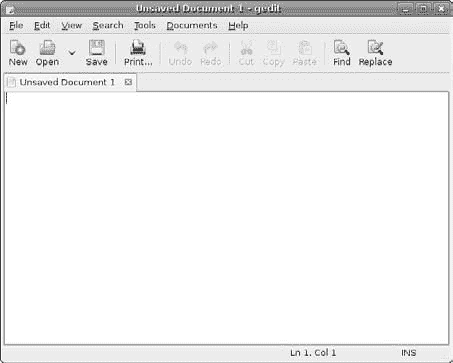 Unsaved Document 1 - gedit
File Edit View Search Tools Documents Help
New Open Save Print... Undo Redo Cut Copy Paste Find Replace
Unsaved Document 1
Ln 1, Col 1 INS